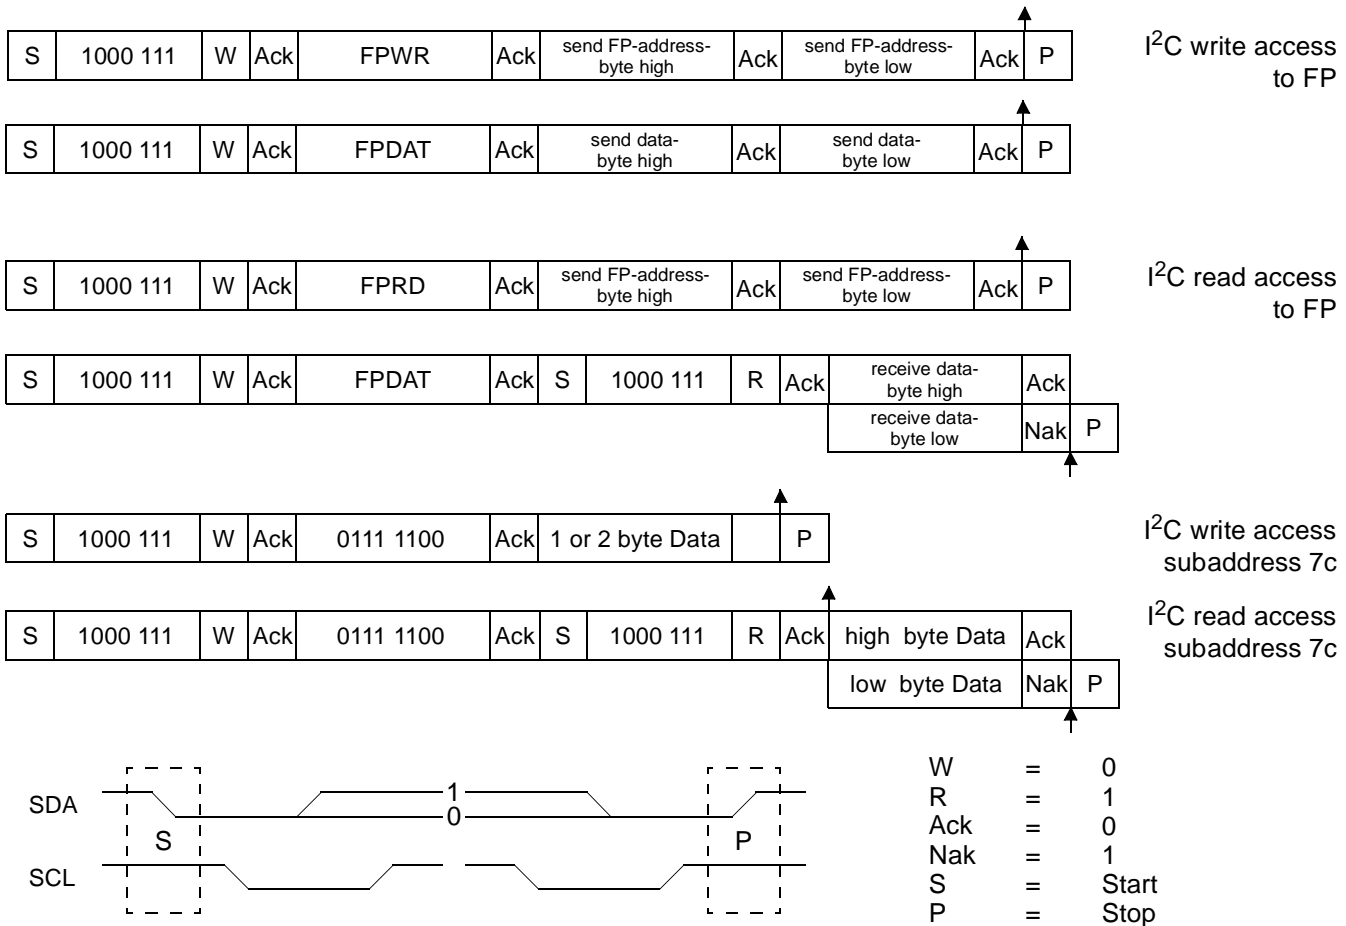 S 1000 111 W Ack FPWR Ack send FP-address-byte high Ack send FP-address-byte low Ack P
I2C write access
to FP
S 1000 111 W Ack FPDAT Ack send data-byte high Ack send data-byte low Ack P
S 1000 111 W Ack FPRD Ack send FP-address-byte high Ack send FP-address-byte low Ack P
I2C read access
to FP
S 1000 111 W Ack FPDAT Ack S 1000 111 R Ack receive data-byte high Ack
receive data-byte low Nak P
S 1000 111 W Ack 0111 1100 Ack 1 or 2 byte Data P
I2C write access
subaddress 7c
S 1000 111 W Ack 0111 1100 Ack S 1000 111 R Ack high byte Data Ack
low byte Data Nak P
I2C read access
subaddress 7c
SDA 1
0
S P
SCL
W = 0
R = 1
Ack = 0
Nak = 1
S = Start
P = Stop